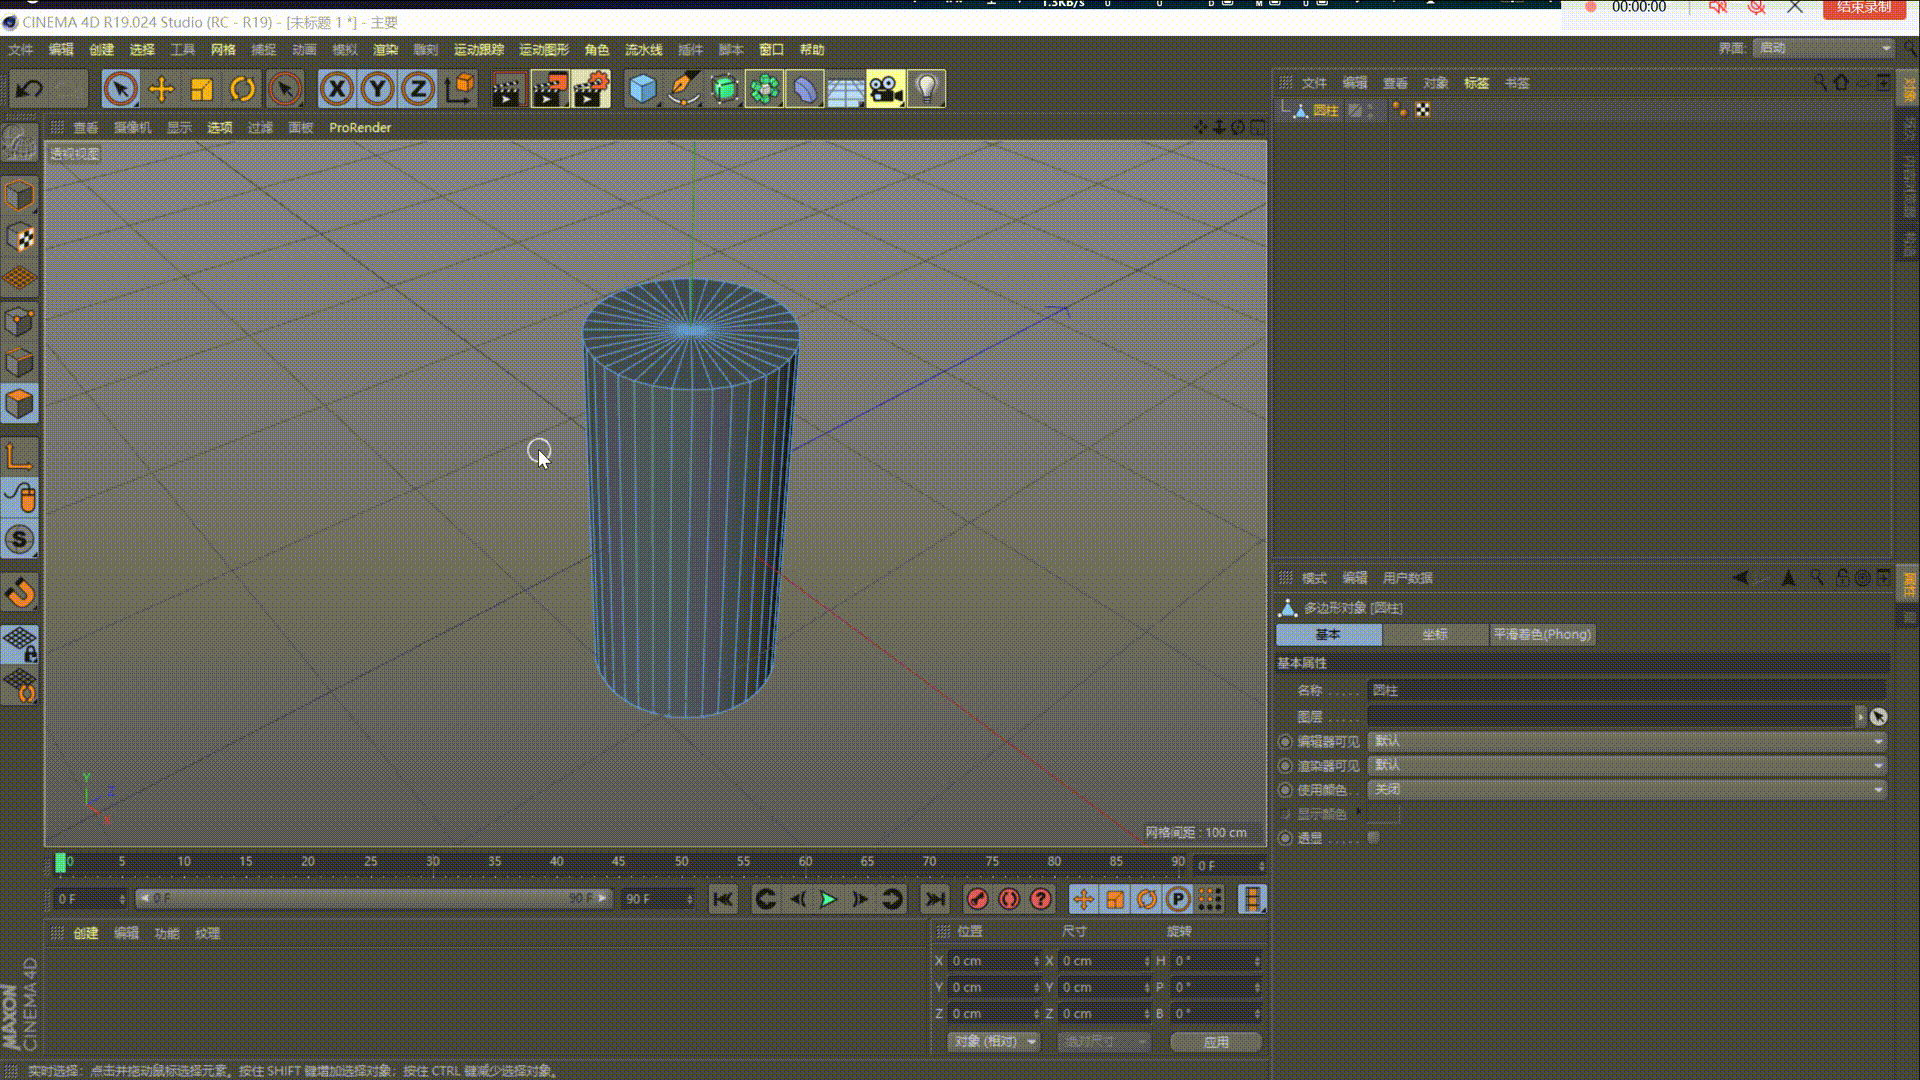 1.3KB/s
00:00:00
结束录制
CINEMA 4D R19.024 Studio (RC - R19) - [未标题 1 *] - 主要
文件 编辑 创建 选择 工具 网格 捕捉 动画 模拟 渲染 雕刻 运动跟踪 运动图形 角色 流水线 插件 脚本 窗口 帮助
界面: 启动
文件 编辑 查看 对象 标签 书签
圆柱
查看 摄像机 显示 选项 过滤 面板 ProRender
透视视图
网格间距 : 100 cm
Y
Z
X
模式 编辑 用户数据
多边形对象 [圆柱]
基本 坐标 平滑着色(Phong)
基本属性
名称 圆柱
图层
编辑器可见 默认
渲染器可见 默认
使用颜色 关闭
显示颜色
透显
对象
属性
0 5 10 15 20 25 30 35 40 45 50 55 60 65 70 75 80 85 90 0 F
0 F 0 F 90 F 90 F
创建 编辑 功能 纹理
位置 尺寸 旋转
X 0 cm X 0 cm H 0 °
Y 0 cm Y 0 cm P 0 °
Z 0 cm Z 0 cm B 0 °
对象 (相对) 绝对尺寸 应用
MAXON CINEMA 4D
实时选择：点击并拖动鼠标选择元素。按住 SHIFT 键增加选择对象；按住 CTRL 键减少选择对象。